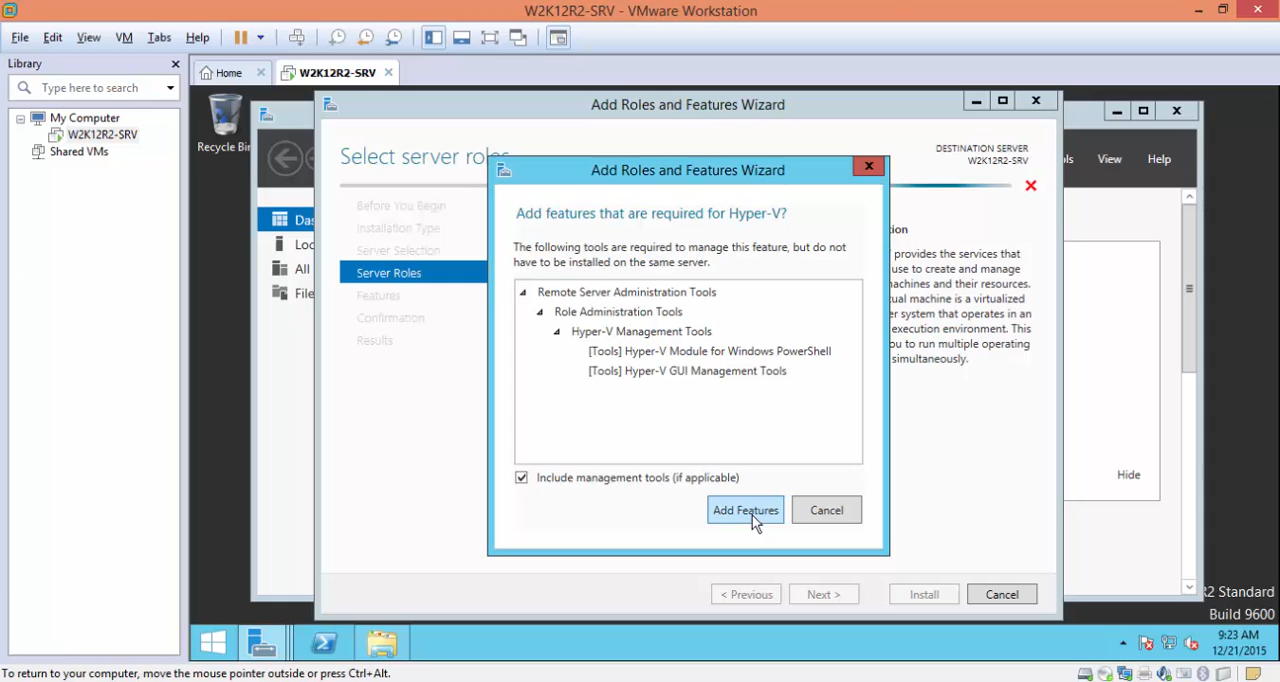 W2K12R2-SRV - VMware Workstation
File Edit View VM Tabs Help
Library
Type here to search
My Computer
W2K12R2-SRV
Shared VMs
Home
W2K12R2-SRV
Recycle Bin
Add Roles and Features Wizard
Select server roles
DESTINATION SERVER
W2K12R2-SRV
View Help
Before You Begin
Installation Type
Server Selection
Server Roles
Features
Confirmation
Results
All
Add Roles and Features Wizard
Add features that are required for Hyper-V?
The following tools are required to manage this feature, but do not
have to be installed on the same server.
Remote Server Administration Tools
Role Administration Tools
Hyper-V Management Tools
[Tools] Hyper-V Module for Windows PowerShell
[Tools] Hyper-V GUI Management Tools
Include management tools (if applicable)
Add Features Cancel
provides the services that
use to create and manage
machines and their resources.
machine is a virtualized
system that operates in an
execution environment. This
you to run multiple operating
simultaneously.
Hide
< Previous Next > Install Cancel
R2 Standard
Build 9600
9:23 AM
12/21/2015
To return to your computer, move the mouse pointer outside or press Ctrl+Alt.